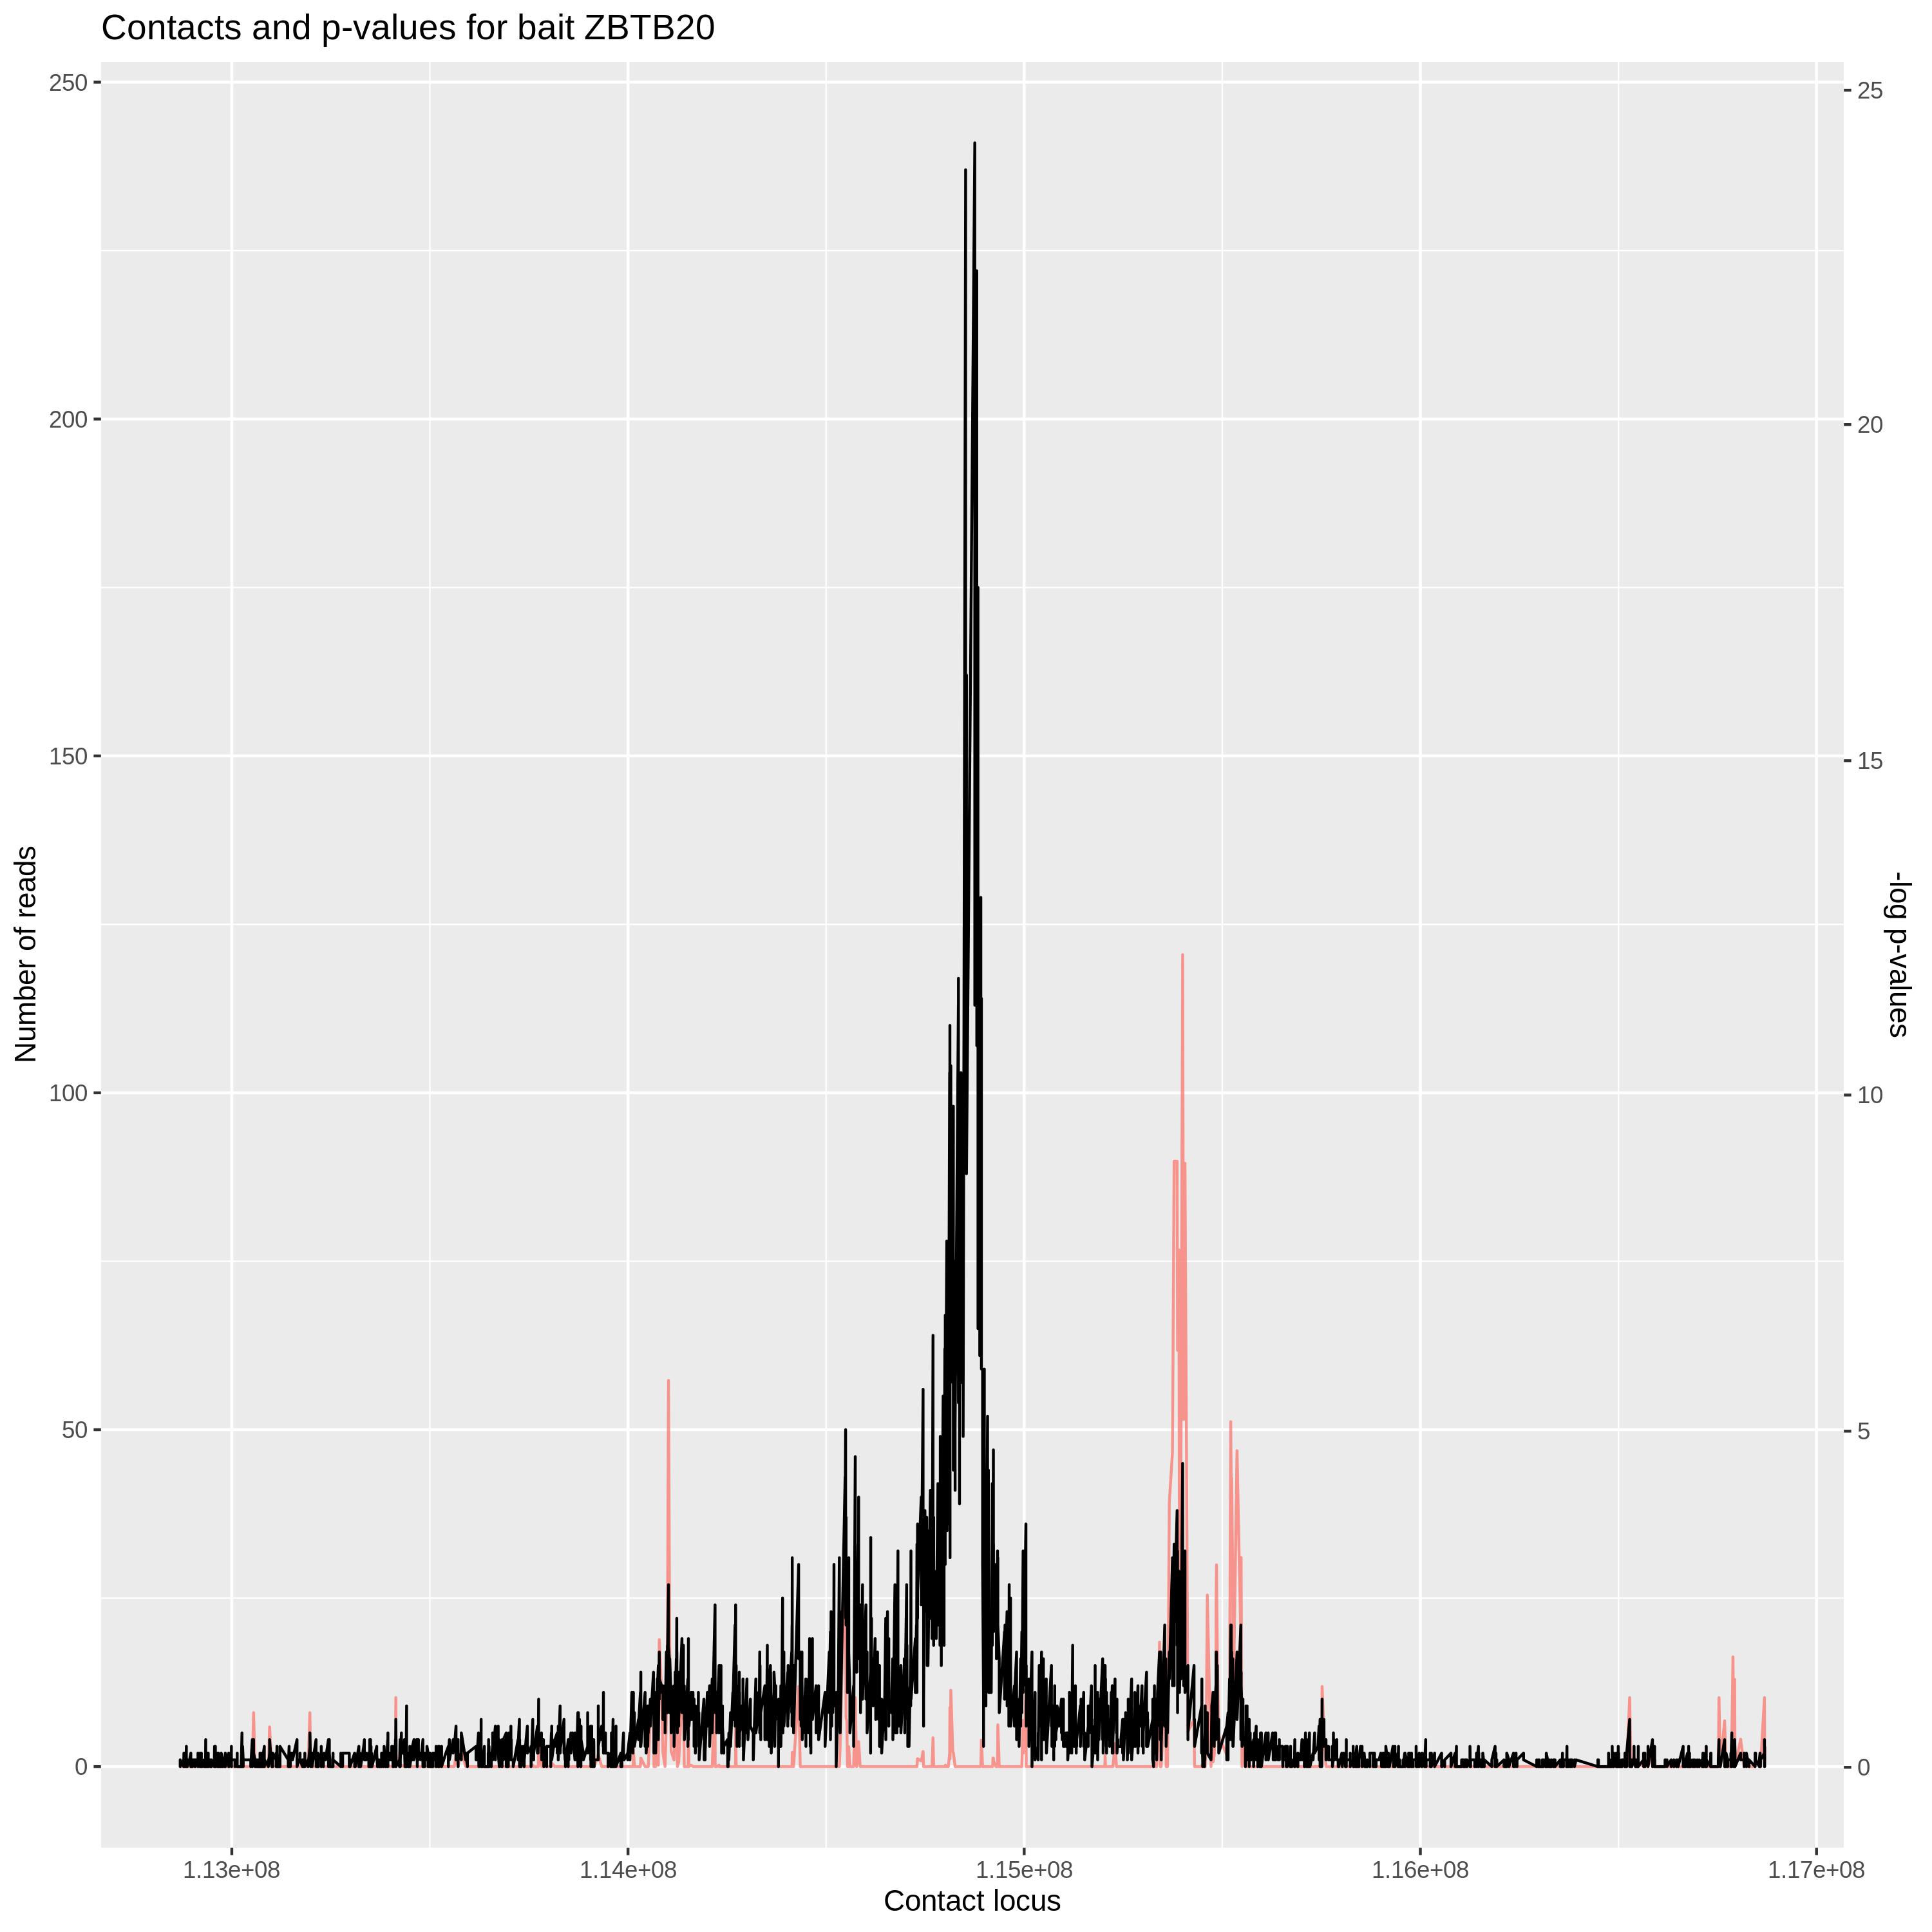 Contacts and p-values for bait ZBTB20
250
200
150
100
50
0
Number of reads
25
20
15
10
5
0
-log p-values
1.13e+08 1.14e+08 1.15e+08 1.16e+08 1.17e+08
Contact locus